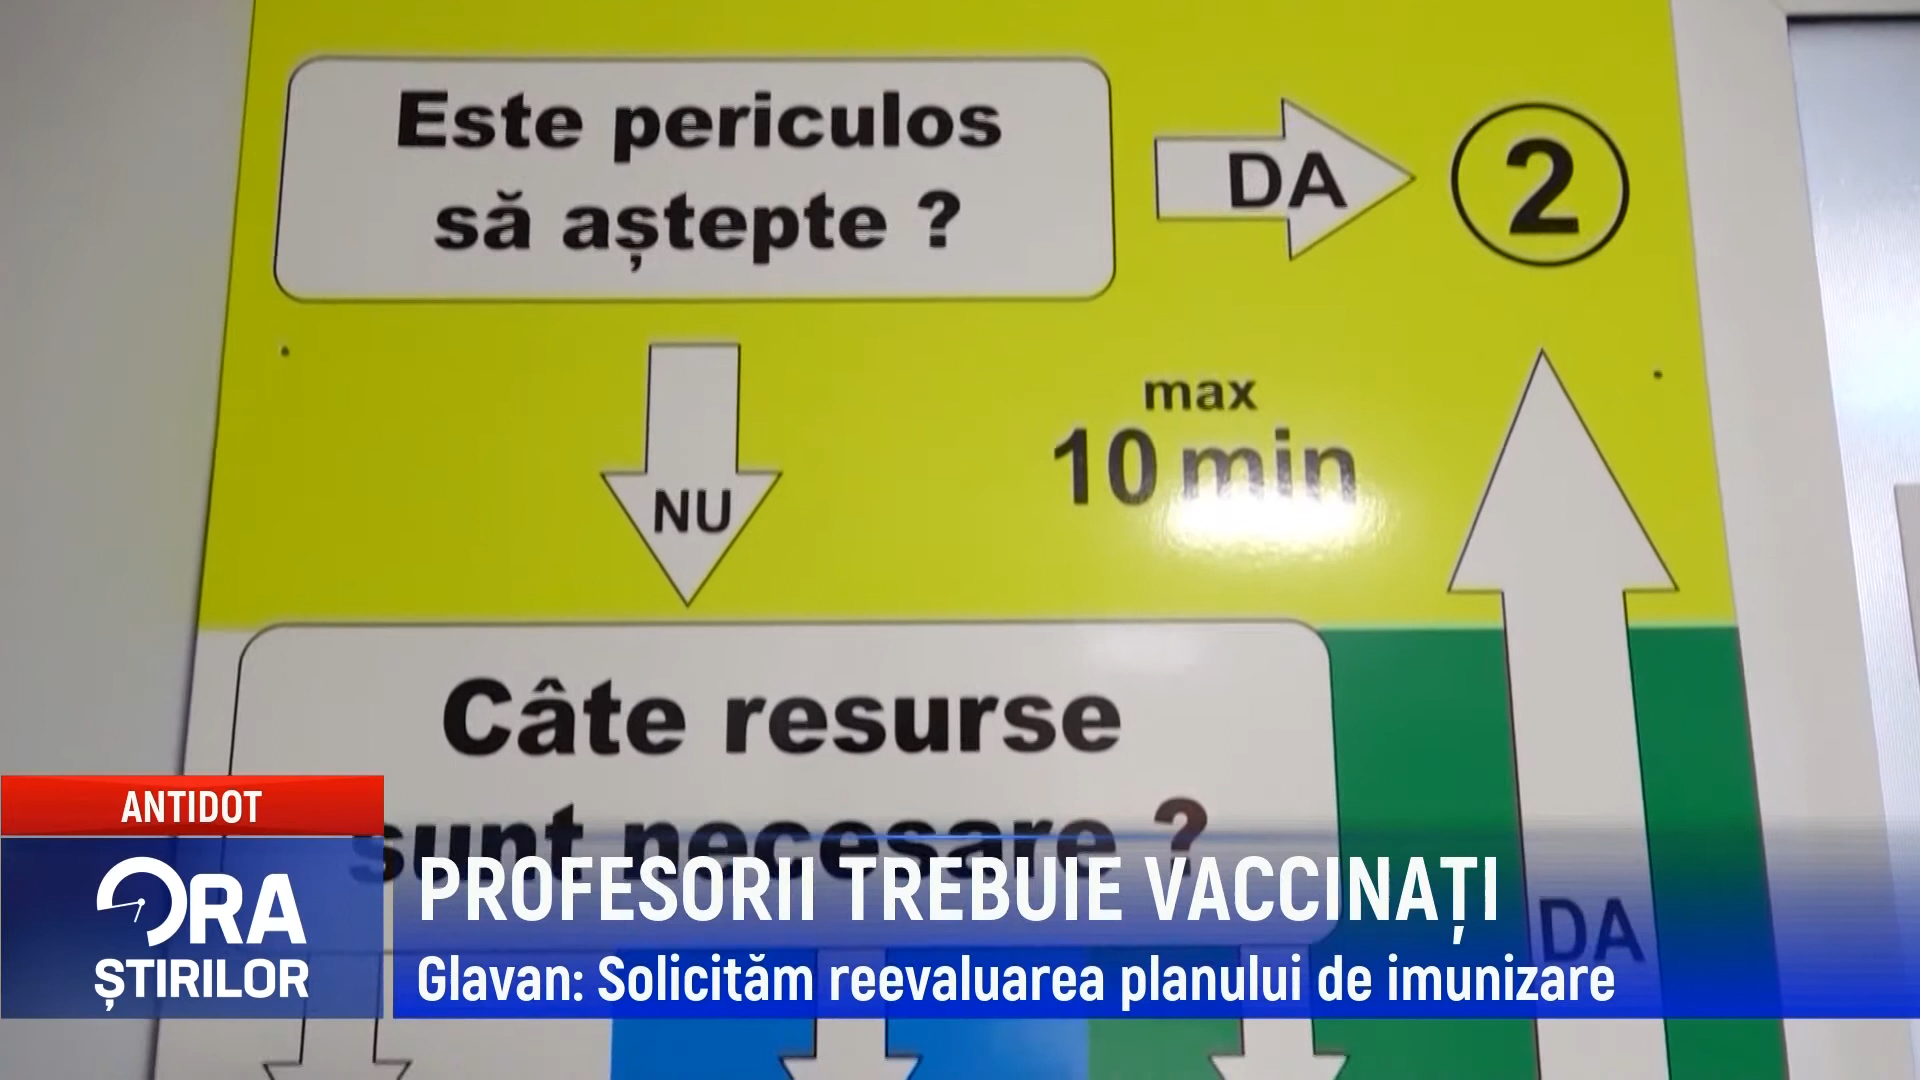 Este periculos
să aștepte ?
DA
2
NU
max
10 min
Câte resurse
sunt necesare ?
DA
ANTIDOT
ORA
ȘTIRILOR
PROFESORII TREBUIE VACCINAȚI
Glavan: Solicităm reevaluarea planului de imunizare